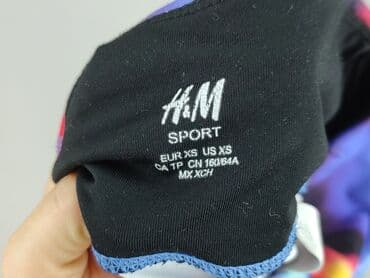 H&M
SPORT
EUR XS US XS
CA TP CN 160/64A
MX XCH